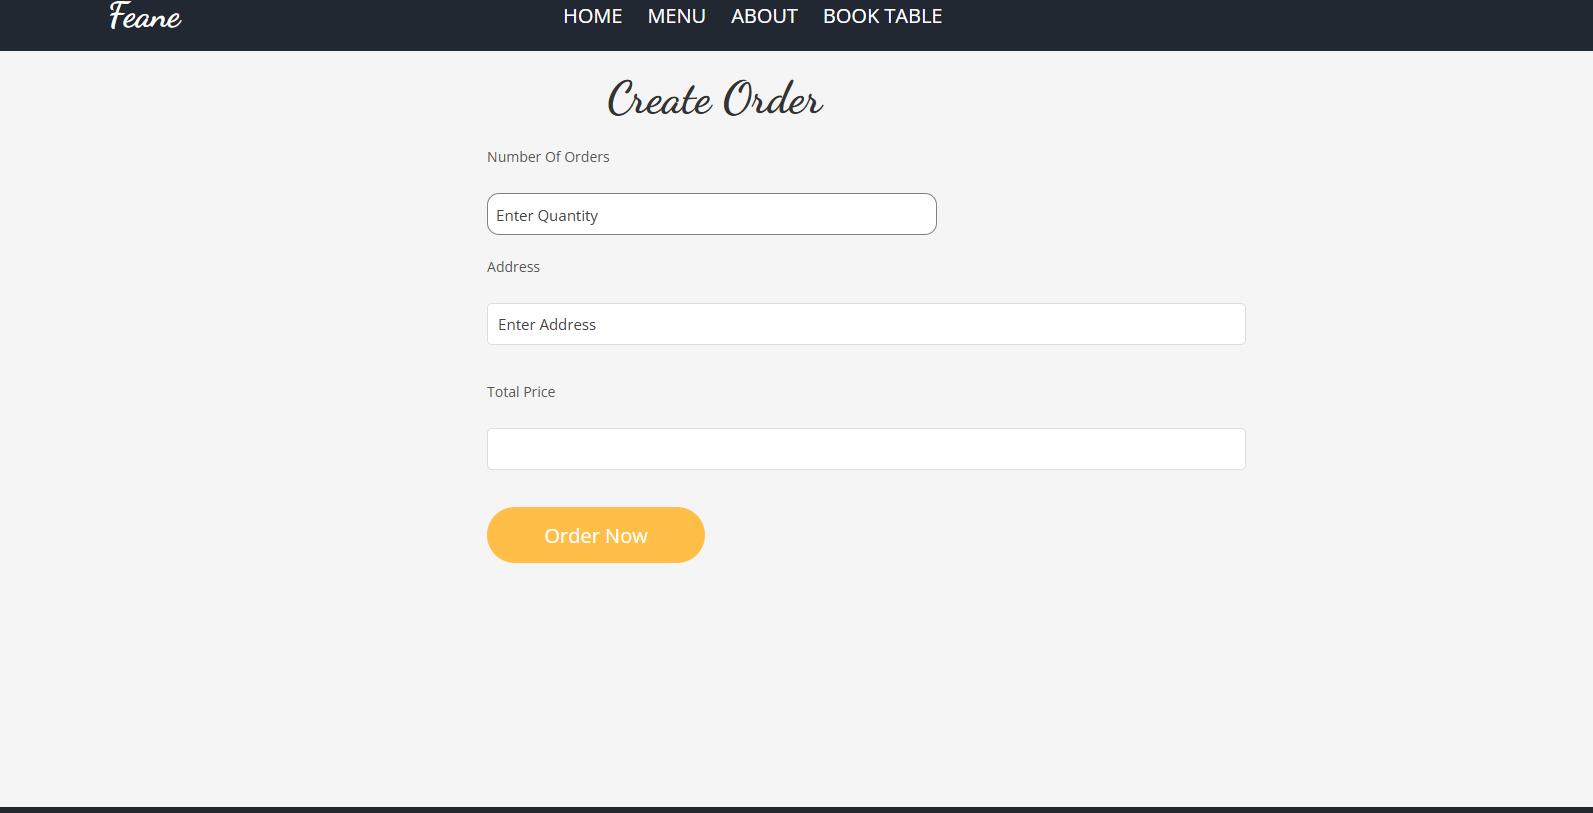 Feane HOME MENU ABOUT BOOK TABLE
Create Order
Number Of Orders
Enter Quantity
Address
Enter Address
Total Price
Order Now